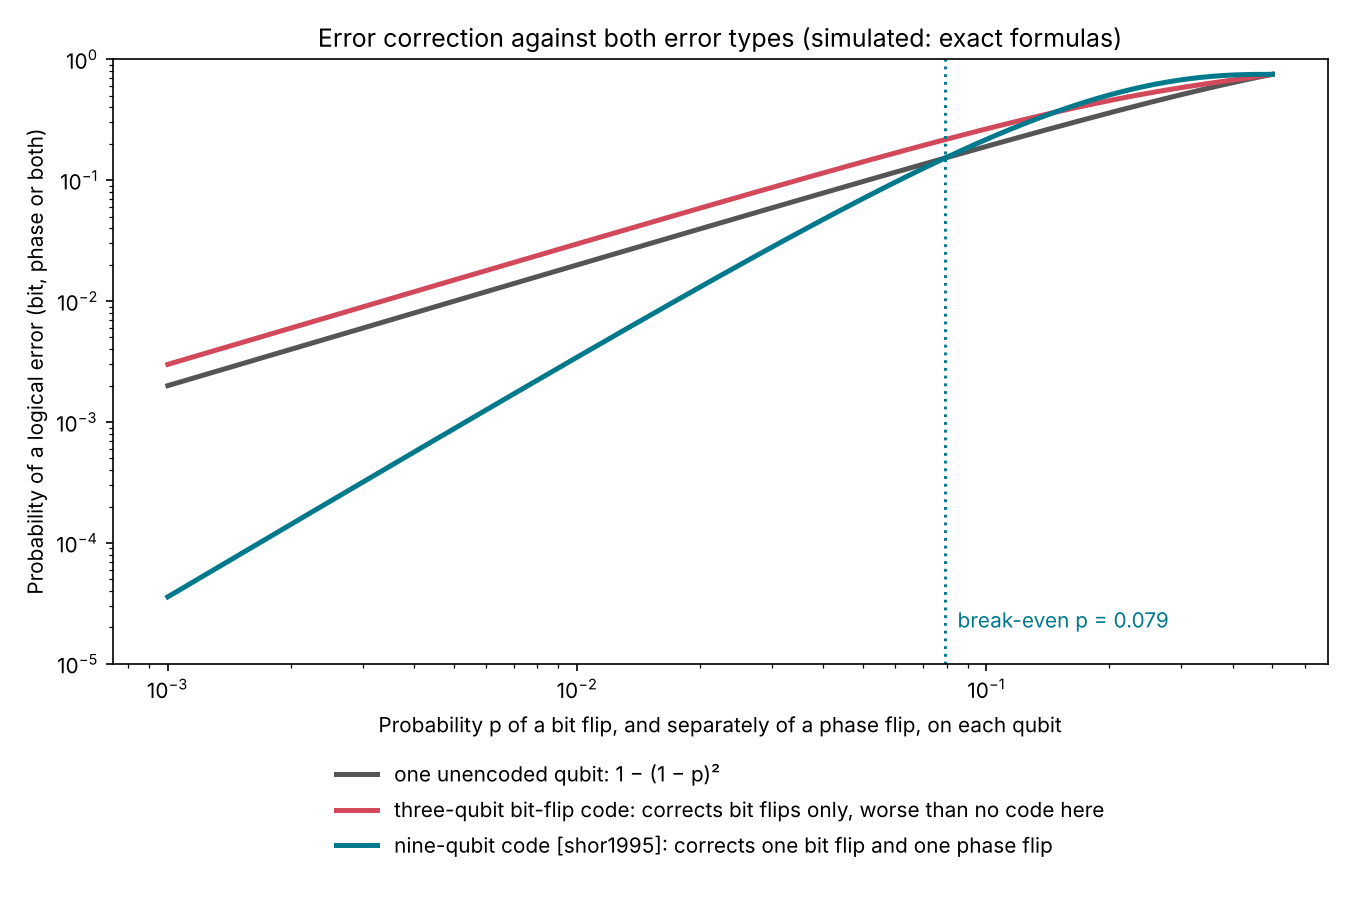 Error correction against both error types (simulated: exact formulas)
Probability of a logical error (bit, phase or both)
10⁰
10⁻¹
10⁻²
10⁻³
10⁻⁴
10⁻⁵
break-even p = 0.079
10⁻³
10⁻²
10⁻¹
Probability p of a bit flip, and separately of a phase flip, on each qubit
one unencoded qubit: 1 − (1 − p)²
three-qubit bit-flip code: corrects bit flips only, worse than no code here
nine-qubit code [shor1995]: corrects one bit flip and one phase flip